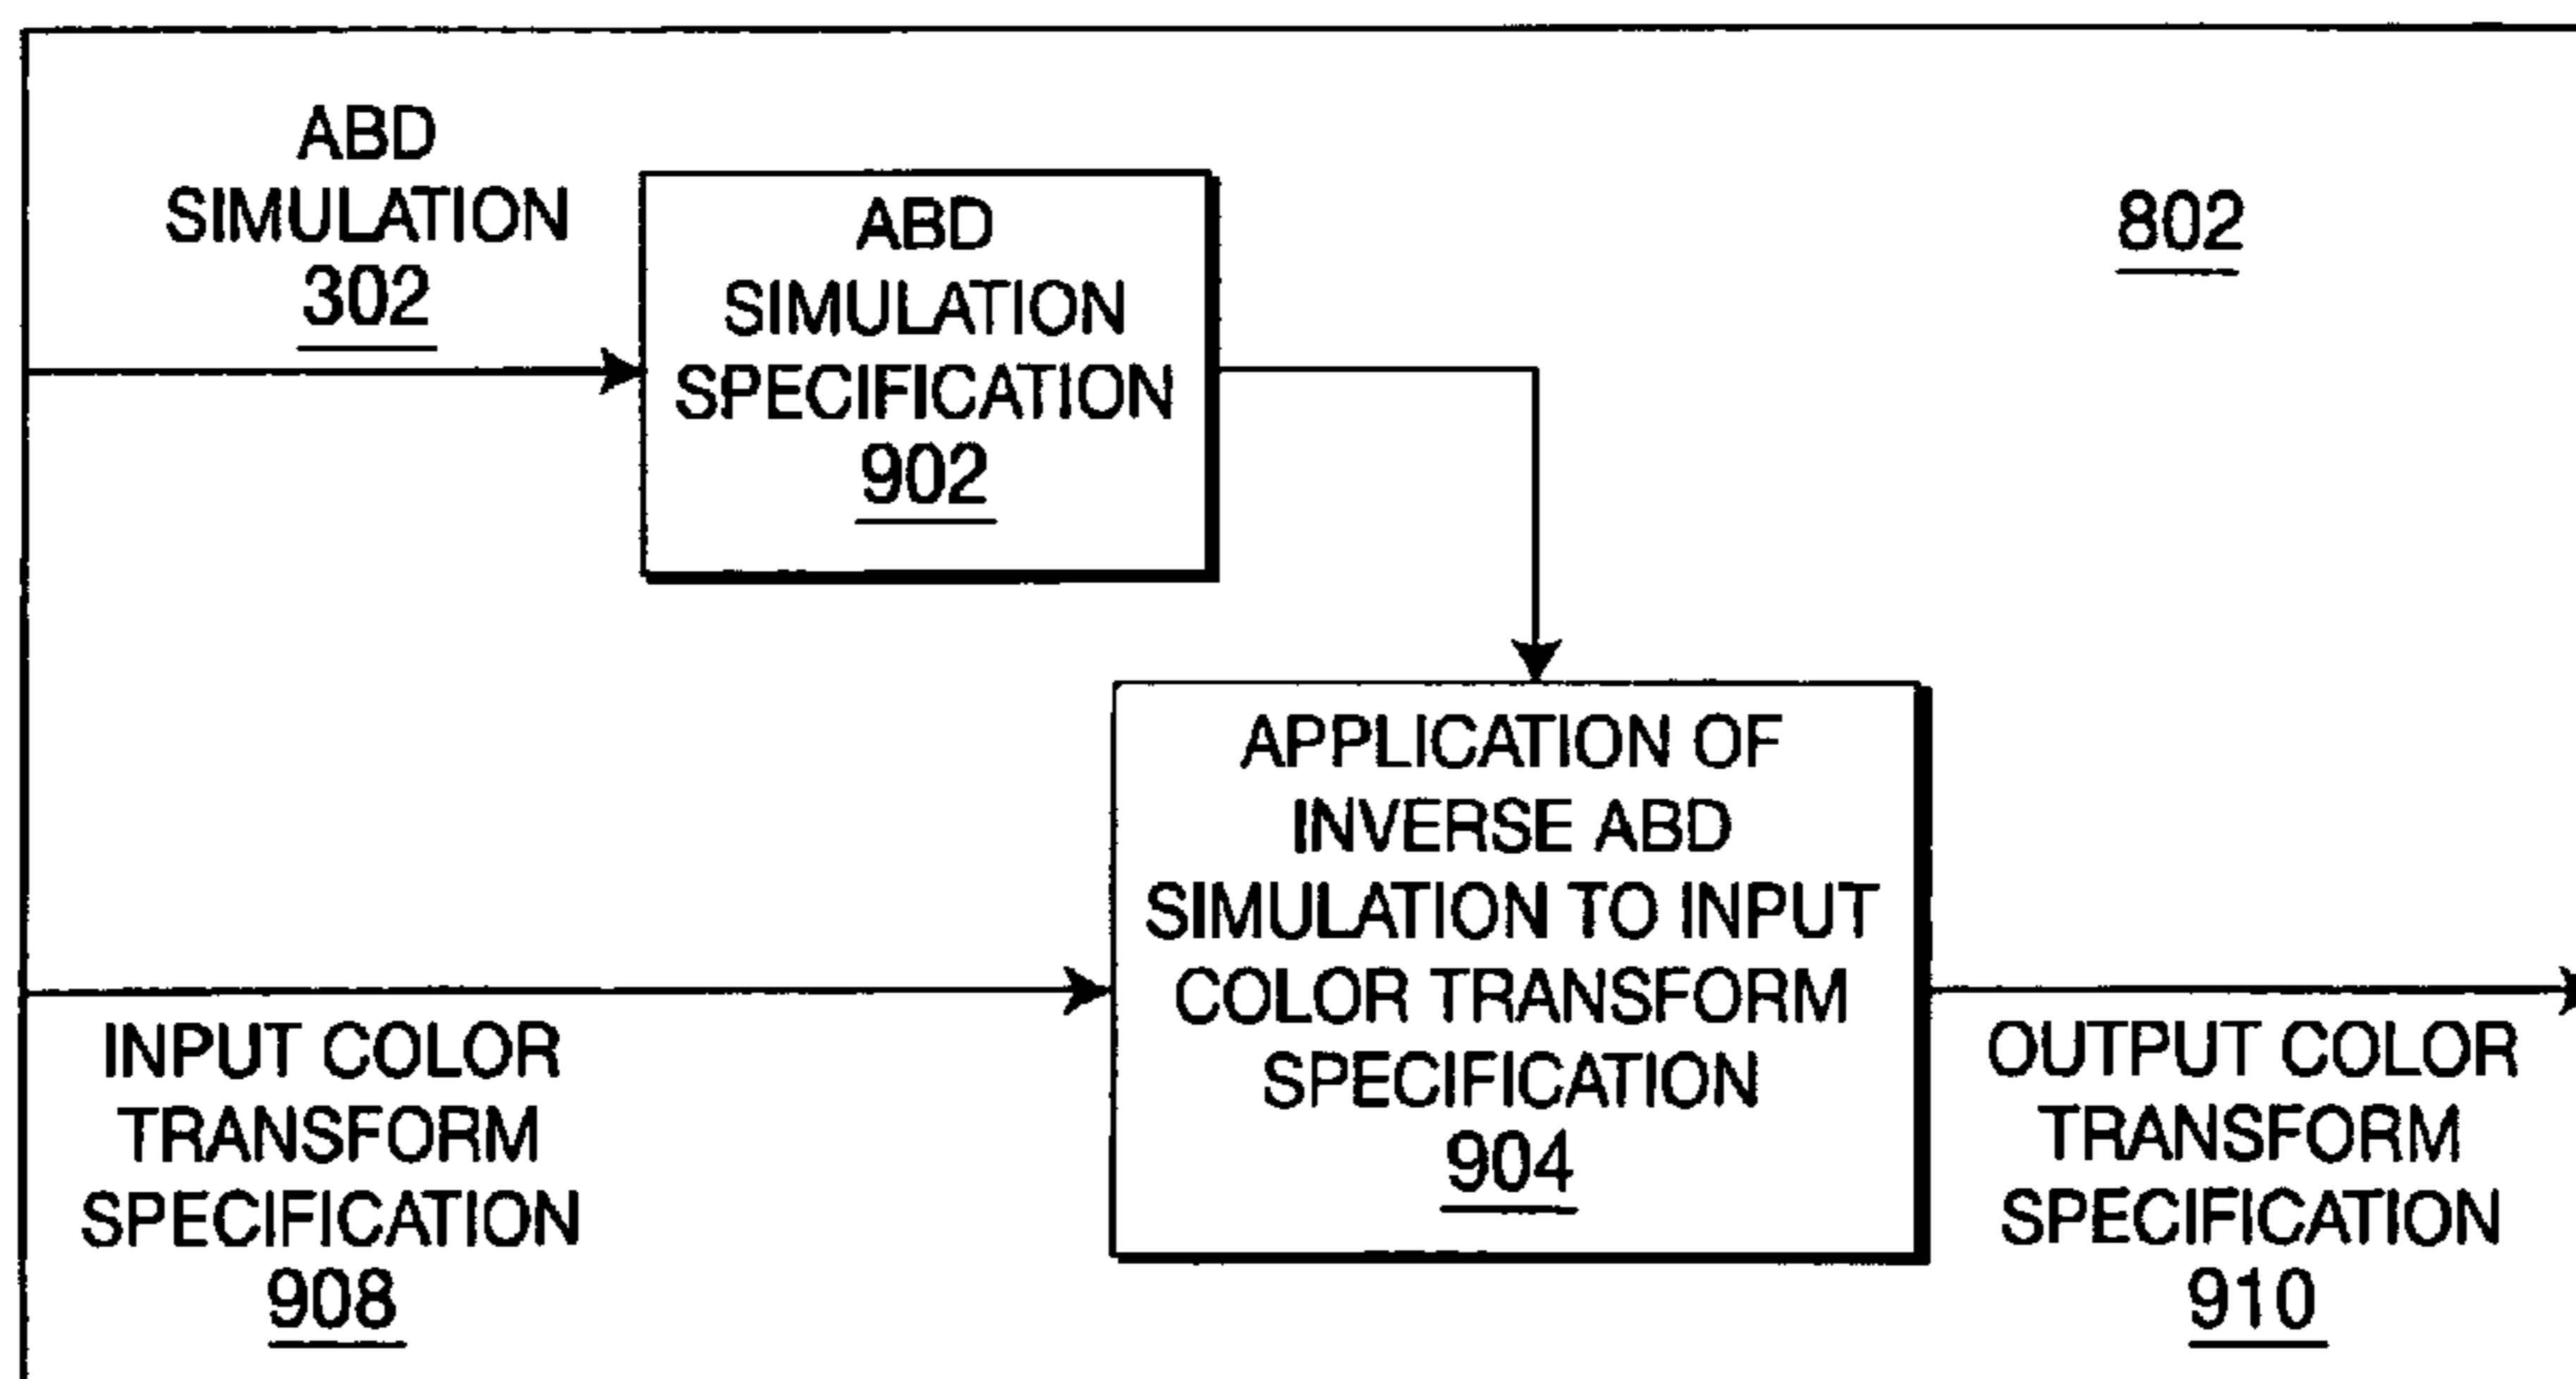 ABD
SIMULATION
302
ABD
SIMULATION
SPECIFICATION
902
802
APPLICATION OF
INVERSE ABD
SIMULATION TO INPUT
COLOR TRANSFORM
SPECIFICATION
904
INPUT COLOR
TRANSFORM
SPECIFICATION
908
OUTPUT COLOR
TRANSFORM
SPECIFICATION
910